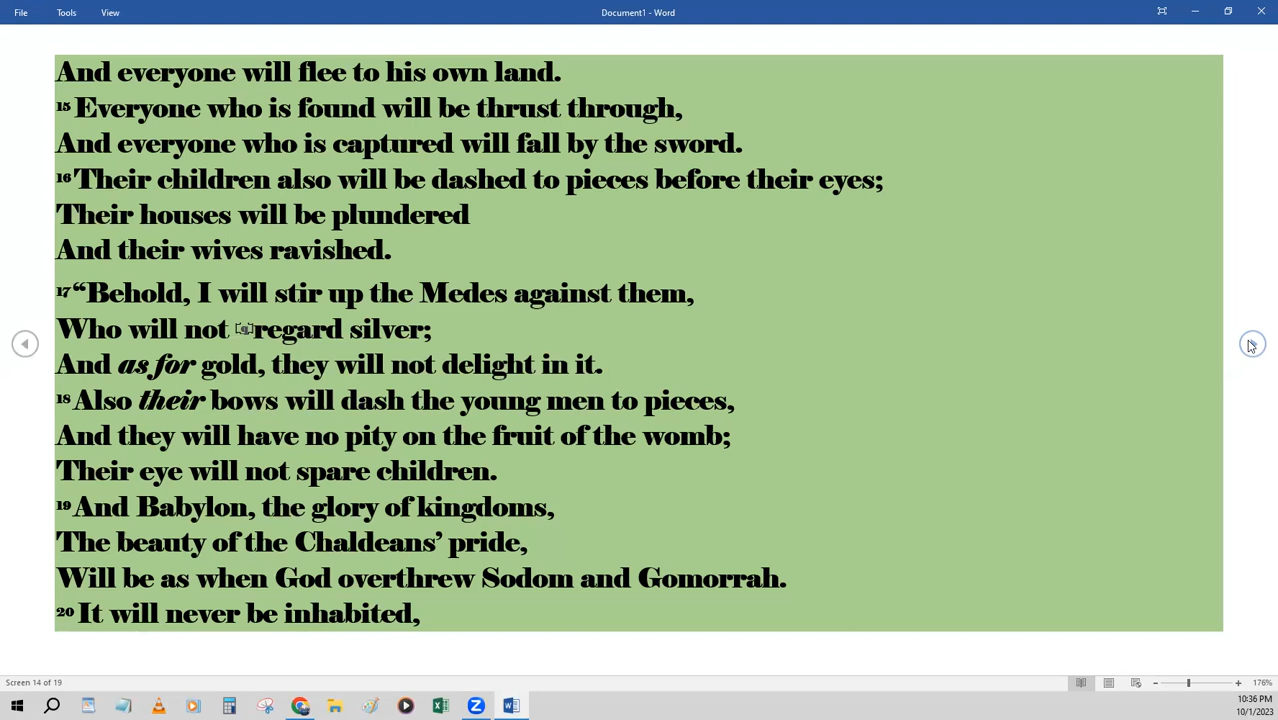 File Tools View Document1 - Word
And everyone will flee to his own land.
15 Everyone who is found will be thrust through,
And everyone who is captured will fall by the sword.
16 Their children also will be dashed to pieces before their eyes;
Their houses will be plundered
And their wives ravished.
17 “Behold, I will stir up the Medes against them,
Who will not regard silver;
And as for gold, they will not delight in it.
18 Also their bows will dash the young men to pieces,
And they will have no pity on the fruit of the womb;
Their eye will not spare children.
19 And Babylon, the glory of kingdoms,
The beauty of the Chaldeans’ pride,
Will be as when God overthrew Sodom and Gomorrah.
20 It will never be inhabited,
Screen 14 of 19 176%
10:36 PM
10/1/2023